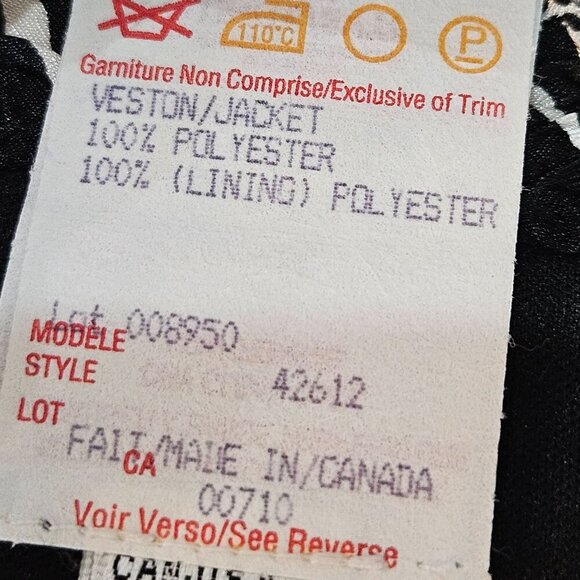 110°C
P
Garniture Non Comprise/Exclusive of Trim
VESTON/JACKET
100% POLYESTER
100% (LINING) POLYESTER
Lot 008950
MODÈLE
STYLE 42612
LOT
FAIT/MADE IN/CANADA
CA
00710
Voir Verso/See Reverse